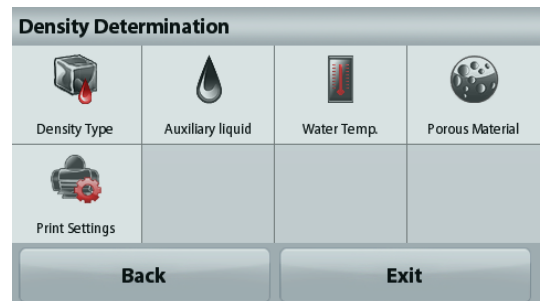 Density Determination
Density Type
Auxiliary liquid
Water Temp.
Porous Material
Print Settings
Back
Exit